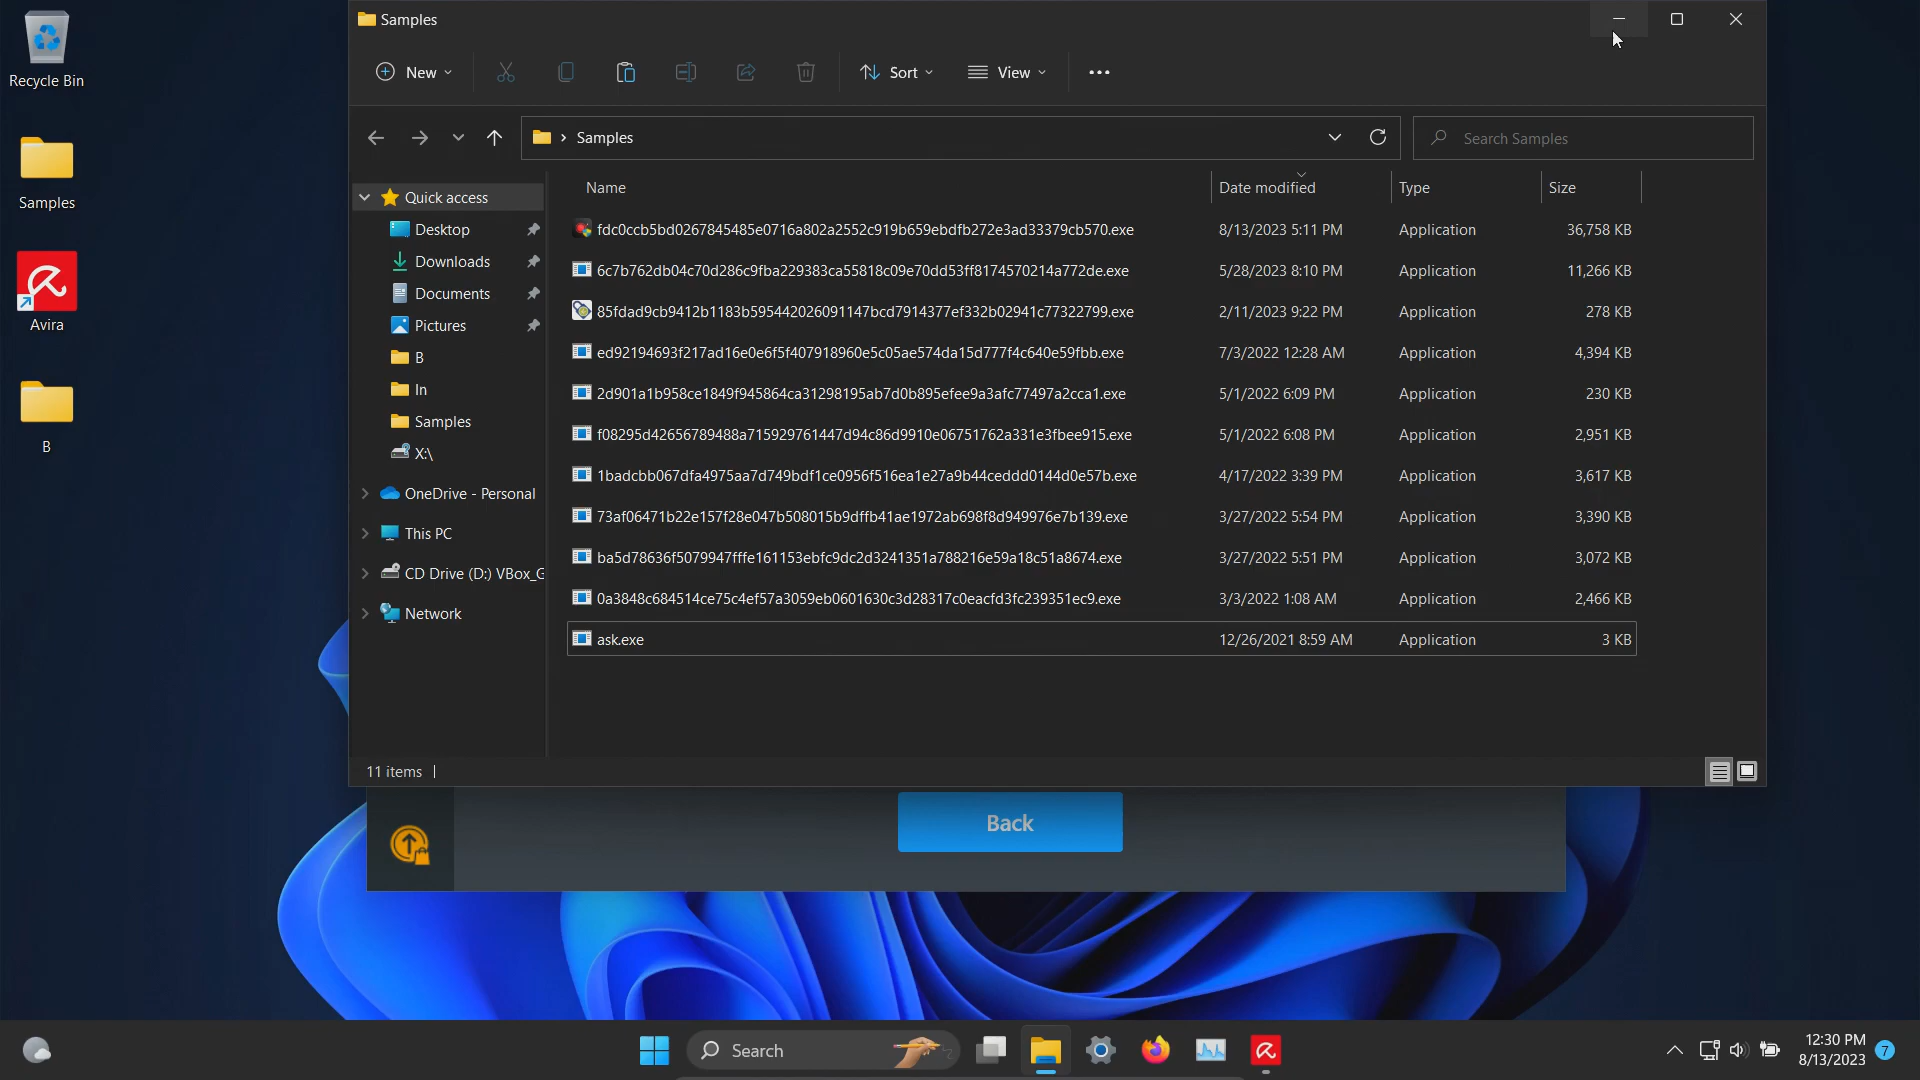 Recycle Bin
Samples
Avira
B
Samples
New
Sort
View
Samples
Search Samples
Name
Date modified
Type
Size
Quick access
Desktop
Downloads
Documents
Pictures
B
In
Samples
X:\
OneDrive - Personal
This PC
CD Drive (D:) VBox_G
Network
fdc0ccb5bd0267845485e0716a802a2552c919b659ebdfb272e3ad33379cb570.exe 8/13/2023 5:11 PM Application 36,758 KB
6c7b762db04c70d286c9fba229383ca55818c09e70dd53ff8174570214a772de.exe 5/28/2023 8:10 PM Application 11,266 KB
85fdad9cb9412b1183b595442026091147bcd7914377ef332b02941c77322799.exe 2/11/2023 9:22 PM Application 278 KB
ed92194693f217ad16e0e6f5f407918960e5c05ae574da15d777f4c640e59fbb.exe 7/3/2022 12:28 AM Application 4,394 KB
2d901a1b958ce1849f945864ca31298195ab7d0b895efee9a3afc77497a2cca1.exe 5/1/2022 6:09 PM Application 230 KB
f08295d42656789488a715929761447d94c86d9910e06751762a331e3fbee915.exe 5/1/2022 6:08 PM Application 2,951 KB
1badcbb067dfa4975aa7d749bdf1ce0956f516ea1e27a9b44ceddd0144d0e57b.exe 4/17/2022 3:39 PM Application 3,617 KB
73af06471b22e157f28e047b508015b9dffb41ae1972ab698f8d949976e7b139.exe 3/27/2022 5:54 PM Application 3,390 KB
ba5d78636f5079947fffe161153ebfc9dc2d3241351a788216e59a18c51a8674.exe 3/27/2022 5:51 PM Application 3,072 KB
0a3848c684514ce75c4ef57a3059eb0601630c3d28317c0eacfd3fc239351ec9.exe 3/3/2022 1:08 AM Application 2,466 KB
ask.exe 12/26/2021 8:59 AM Application 3 KB
11 items
Back
Search
12:30 PM
8/13/2023
7